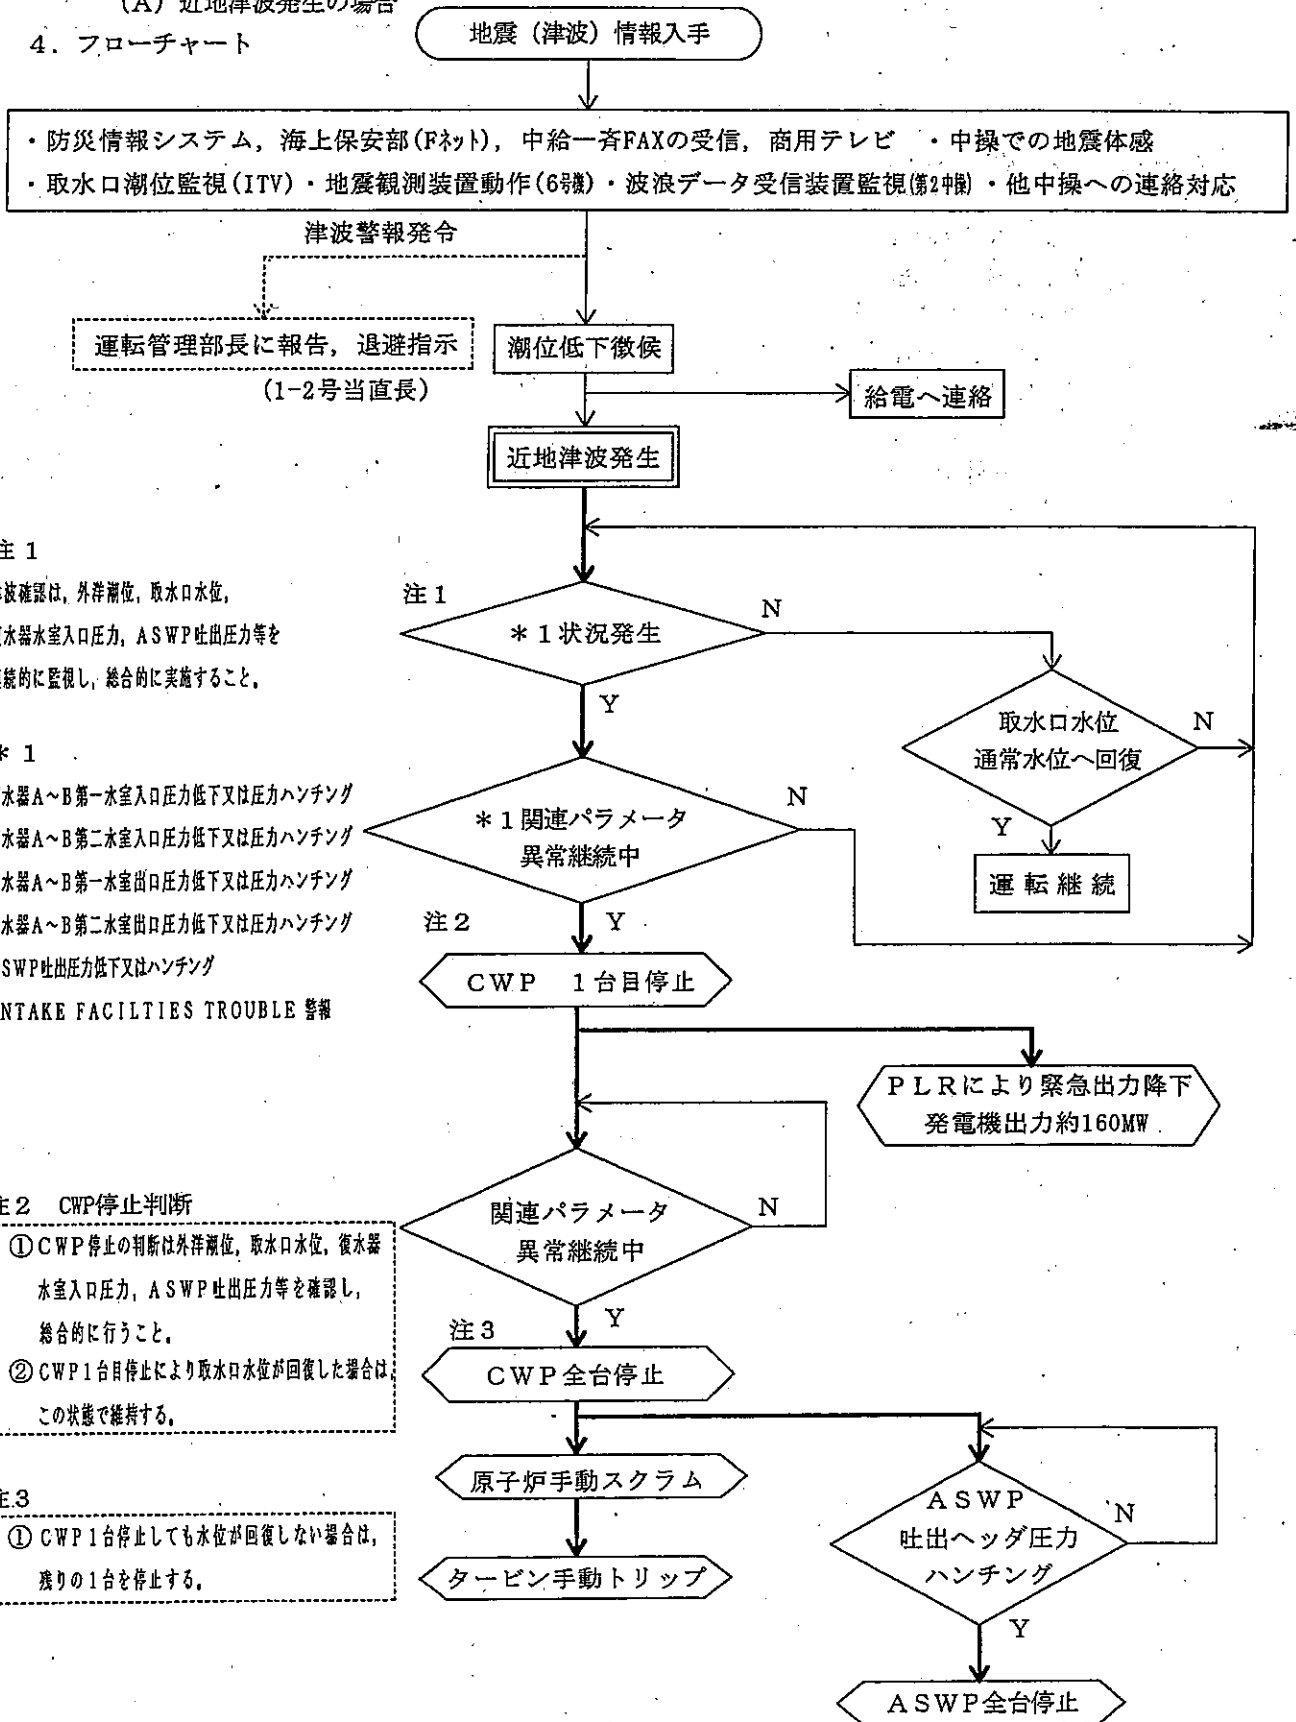 (A) 近地津波発生の場合
4. フローチャート
地震（津波）情報入手
・防災情報システム, 海上保安部(Fネット), 中給一斉FAXの受信, 商用テレビ ・中操での地震体感
・取水口潮位監視(ITV)・地震観測装置動作(6号機)・波浪データ受信装置監視(第2中操)・他中操への連絡対応
津波警報発令
運転管理部長に報告, 退避指示
(1-2号当直長)
潮位低下徴候
給電へ連絡
近地津波発生
注1
波確認は, 外洋潮位, 取水口水位,
水器水室入口圧力, ASWP吐出圧力等を
続的に監視し, 総合的に実施すること。
注1
＊1状況発生
N
Y
取水口水位
通常水位へ回復
N
Y
運転継続
＊1
水器A～B第一水室入口圧力低下又は圧力ハンチング
水器A～B第二水室入口圧力低下又は圧力ハンチング
水器A～B第一水室出口圧力低下又は圧力ハンチング
水器A～B第二水室出口圧力低下又は圧力ハンチング
SWP吐出圧力低下又はハンチング
NTAKE FACILTIES TROUBLE 警報
＊1関連パラメータ
異常継続中
N
Y
注2
CWP 1台目停止
PLRにより緊急出力降下
発電機出力約160MW
関連パラメータ
異常継続中
N
Y
注2 CWP停止判断
①CWP停止の判断は外洋潮位, 取水口水位, 復水器
水室入口圧力, ASWP吐出圧力等を確認し,
総合的に行うこと。
②CWP1台目停止により取水口水位が回復した場合は,
この状態で維持する。
注3
CWP全台停止
原子炉手動スクラム
タービン手動トリップ
注3
①CWP1台停止しても水位が回復しない場合は,
残りの1台を停止する。
ASWP
吐出ヘッダ圧力
ハンチング
N
Y
ASWP全台停止